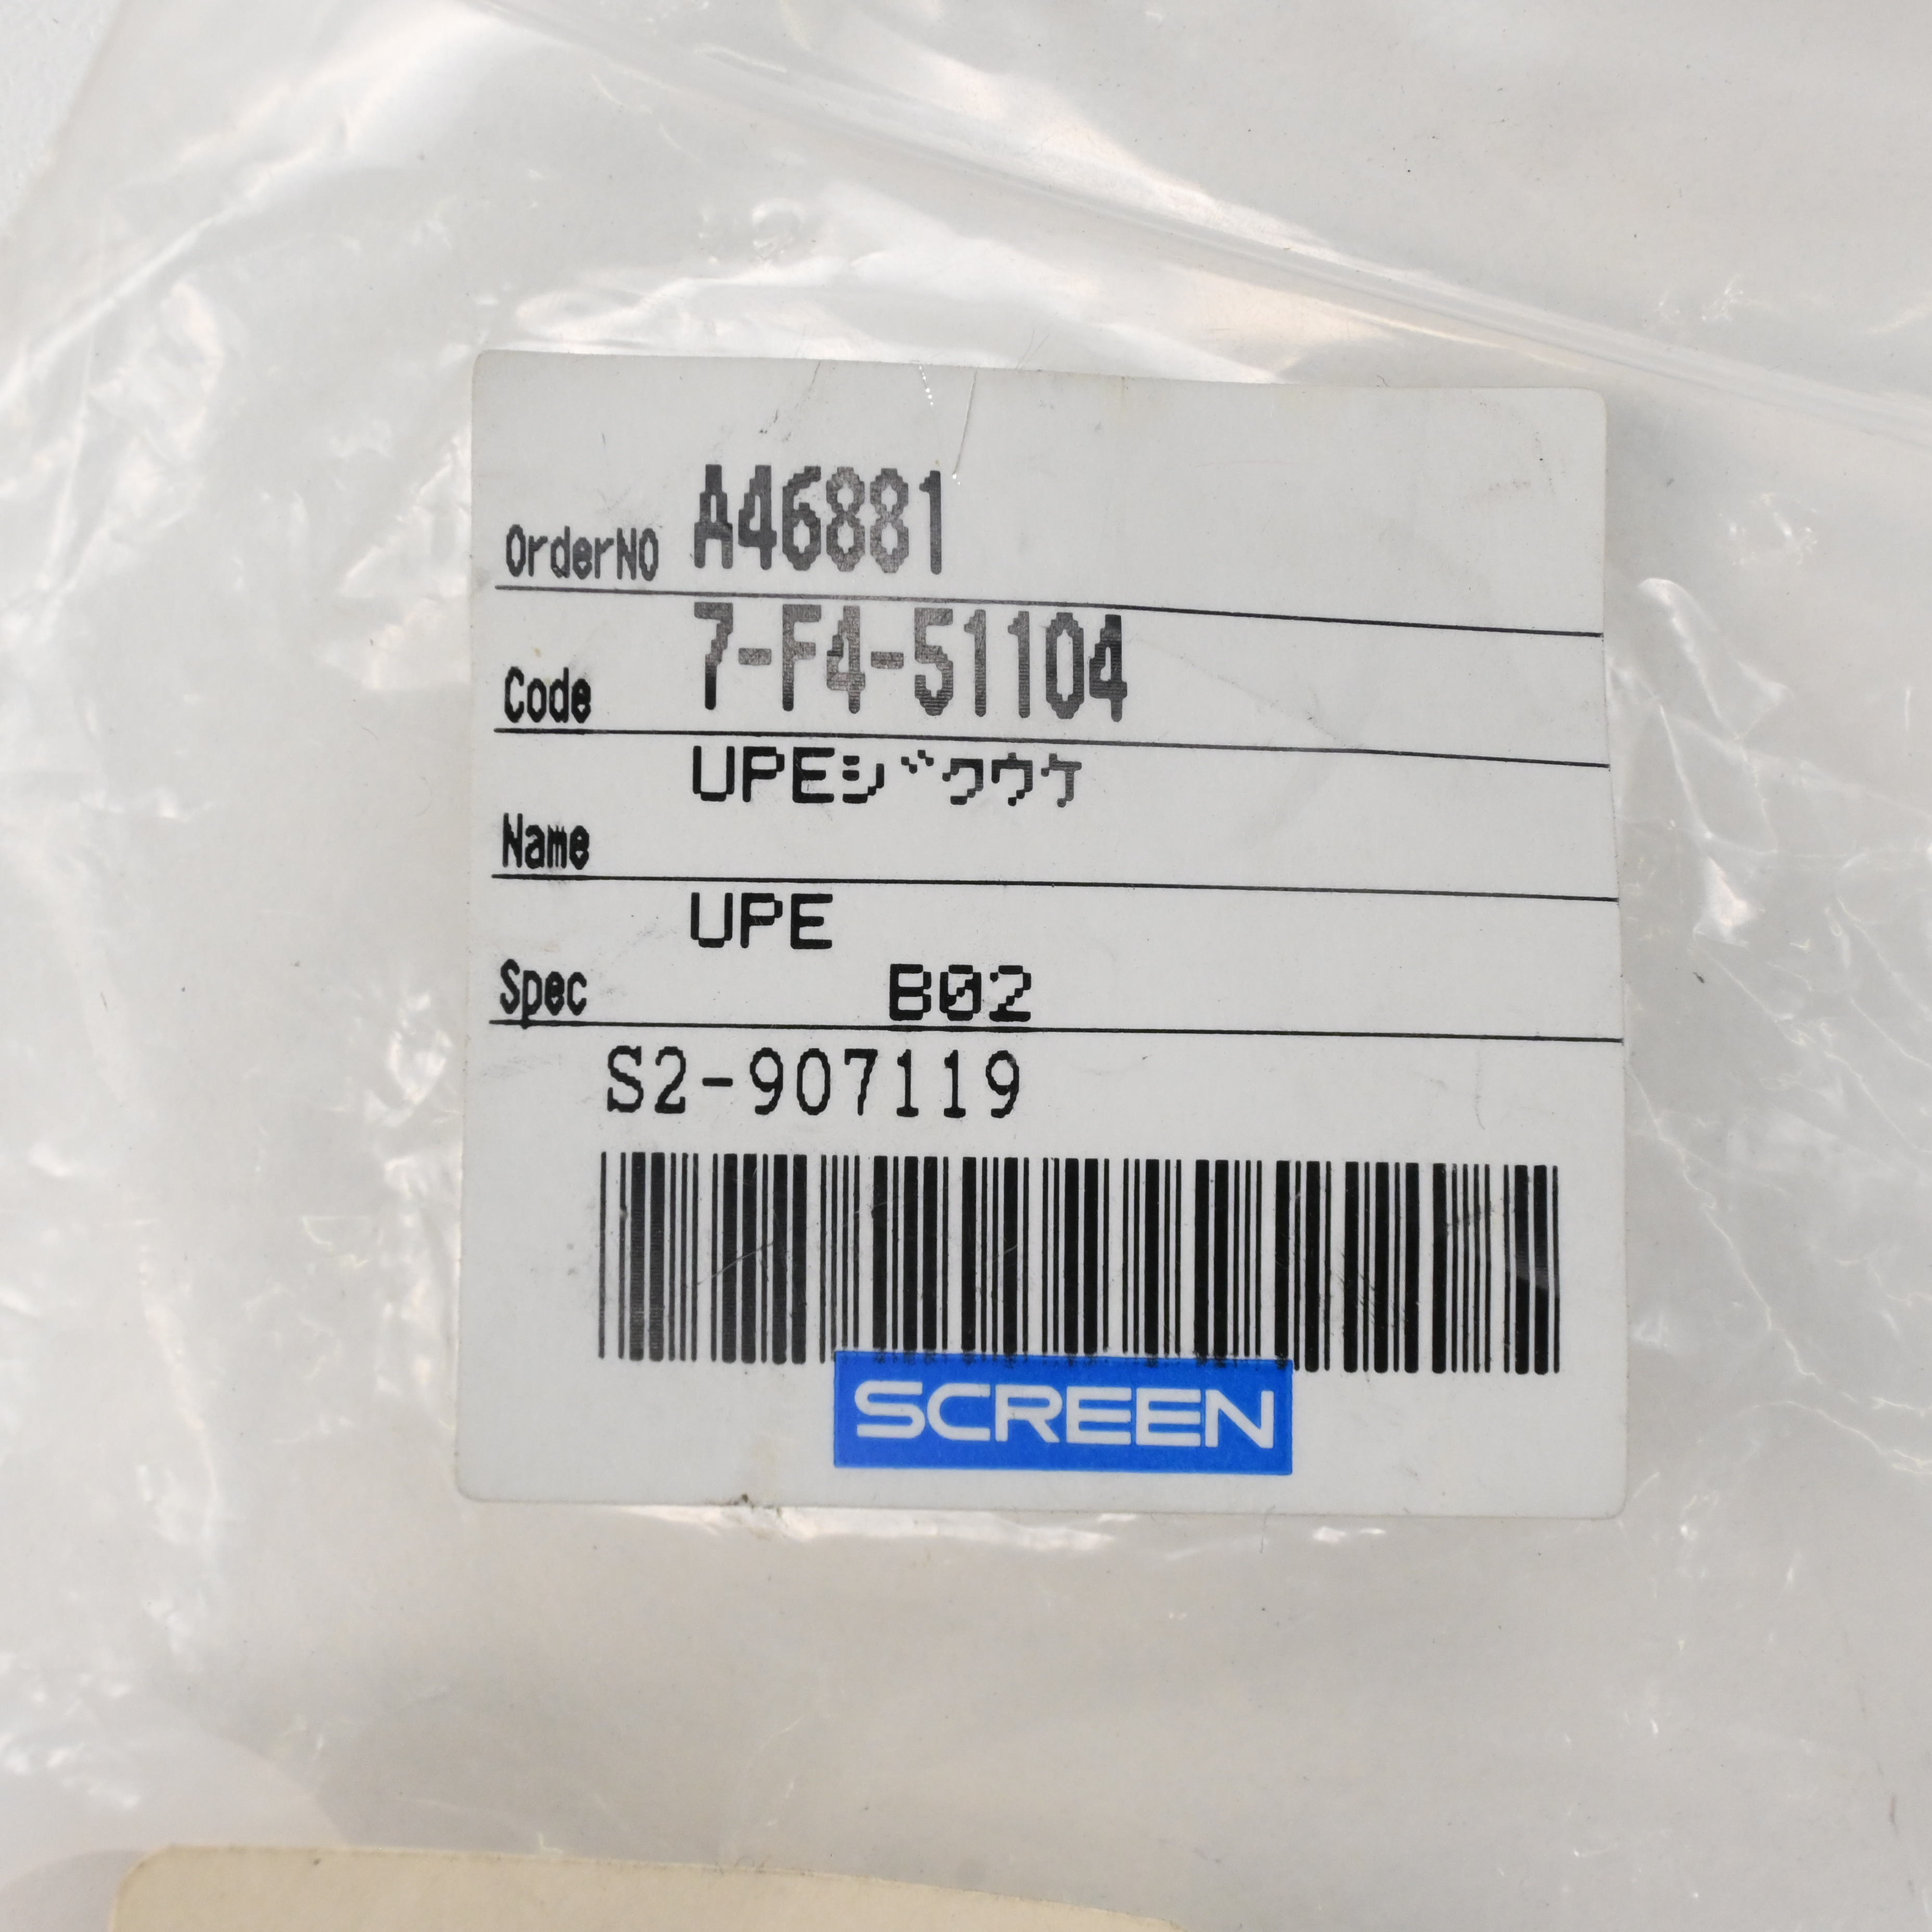 OrderNO A46881
Code 7-F4-51104
Name UPEジクウケ
UPE
Spec B02
S2-907119
SCREEN